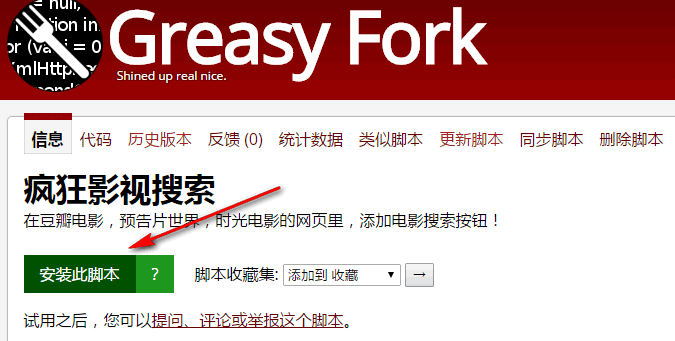 = null,
nction in
or (var i = 0
XmlHttp
cond
Greasy Fork
Shined up real nice.
信息 代码 历史版本 反馈 (0) 统计数据 类似脚本 更新脚本 同步脚本 删除脚本
疯狂影视搜索
在豆瓣电影，预告片世界，时光电影的网页里，添加电影搜索按钮！
安装此脚本 ? 脚本收藏集: 添加到 收藏 →
试用之后，您可以提问、评论或举报这个脚本。